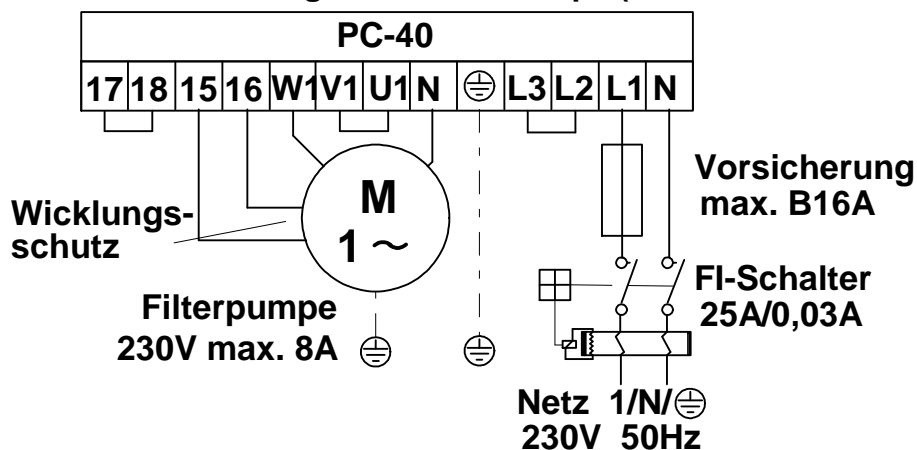 PC-40
17 18 15 16 W1 V1 U1 N L3 L2 L1 N
Vorsicherung
max. B16A
Wicklungs-
schutz
M
1 ~
FI-Schalter
25A/0,03A
Filterpumpe
230V max. 8A
Netz 1/N/⏚
230V 50Hz